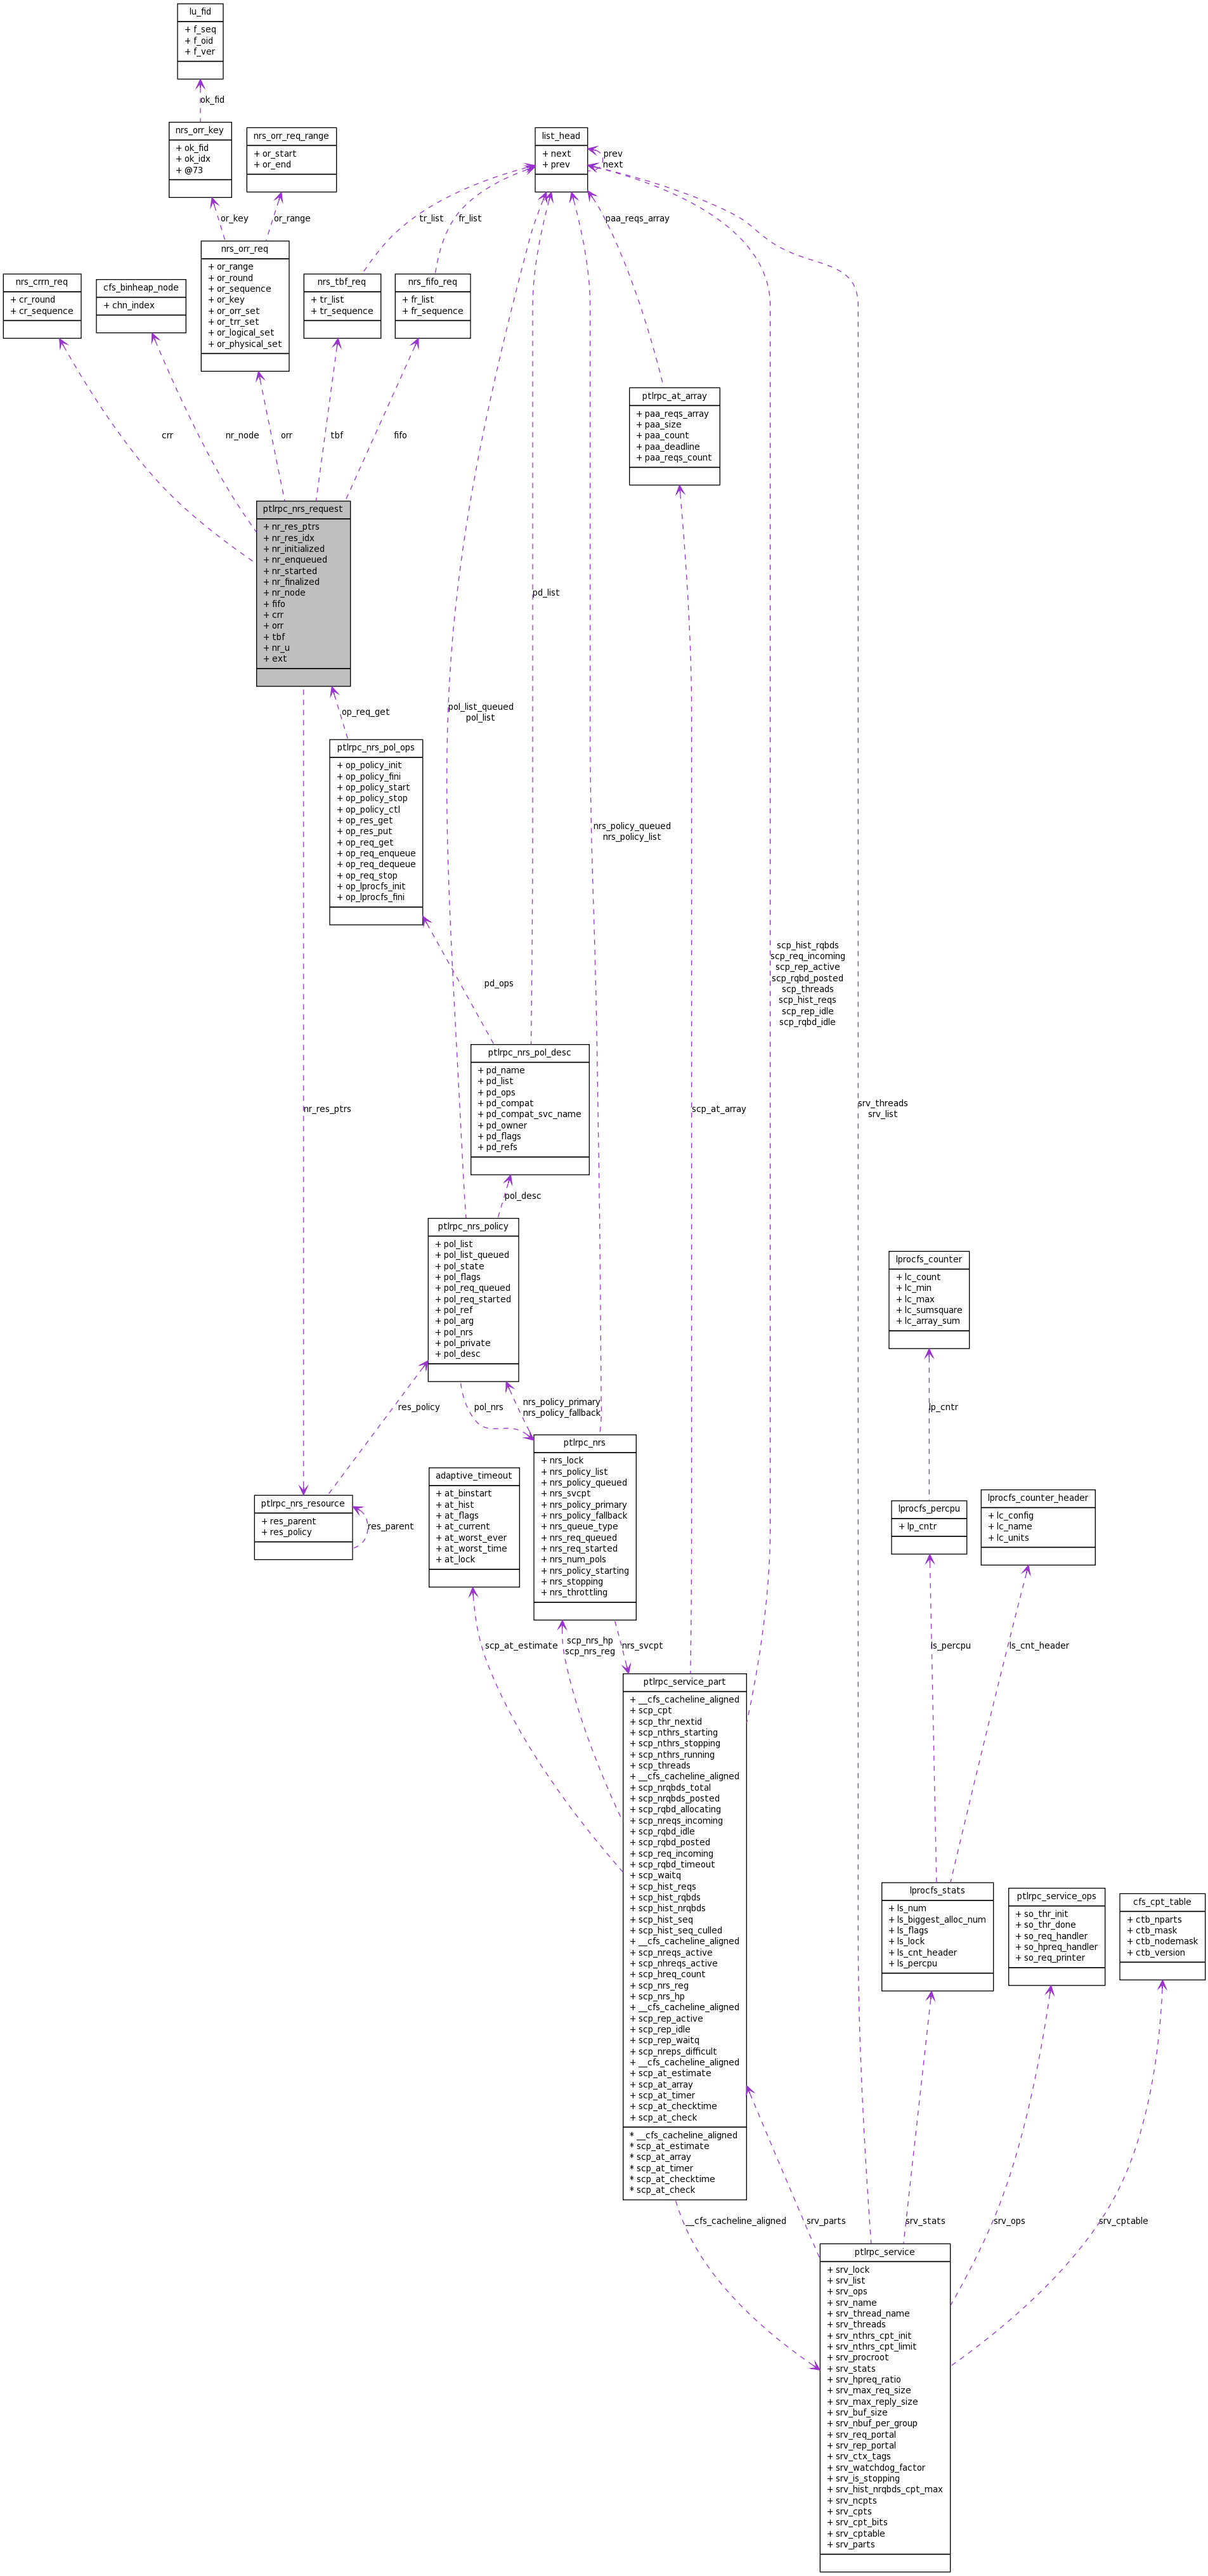 lu_fid
+ f_seq
+ f_oid
+ f_ver
ok_fid
nrs_orr_key
+ ok_fid
+ ok_idx
+ @73
nrs_orr_req_range
+ or_start
+ or_end
list_head
+ next
+ prev
prev
next
or_key
or_range
tr_list
fr_list
paa_reqs_array
nrs_orr_req
+ or_range
+ or_round
+ or_sequence
+ or_key
+ or_orr_set
+ or_trr_set
+ or_logical_set
+ or_physical_set
nrs_crrn_req
+ cr_round
+ cr_sequence
cfs_binheap_node
+ chn_index
nrs_tbf_req
+ tr_list
+ tr_sequence
nrs_fifo_req
+ fr_list
+ fr_sequence
ptlrpc_at_array
+ paa_reqs_array
+ paa_size
+ paa_count
+ paa_deadline
+ paa_reqs_count
crr
nr_node
orr
tbf
fifo
ptlrpc_nrs_request
+ nr_res_ptrs
+ nr_res_idx
+ nr_initialized
+ nr_enqueued
+ nr_started
+ nr_finalized
+ nr_node
+ fifo
+ crr
+ orr
+ tbf
+ nr_u
+ ext
pd_list
op_req_get
pol_list_queued
pol_list
ptlrpc_nrs_pol_ops
+ op_policy_init
+ op_policy_fini
+ op_policy_start
+ op_policy_stop
+ op_policy_ctl
+ op_res_get
+ op_res_put
+ op_req_get
+ op_req_enqueue
+ op_req_dequeue
+ op_req_stop
+ op_lprocfs_init
+ op_lprocfs_fini
nrs_policy_queued
nrs_policy_list
scp_hist_rqbds
scp_req_incoming
scp_rep_active
scp_rqbd_posted
scp_threads
scp_hist_reqs
scp_rep_idle
scp_rqbd_idle
pd_ops
ptlrpc_nrs_pol_desc
+ pd_name
+ pd_list
+ pd_ops
+ pd_compat
+ pd_compat_svc_name
+ pd_owner
+ pd_flags
+ pd_refs
nr_res_ptrs
scp_at_array
srv_threads
srv_list
pol_desc
ptlrpc_nrs_policy
+ pol_list
+ pol_list_queued
+ pol_state
+ pol_flags
+ pol_req_queued
+ pol_req_started
+ pol_ref
+ pol_arg
+ pol_nrs
+ pol_private
+ pol_desc
lprocfs_counter
+ lc_count
+ lc_min
+ lc_max
+ lc_sumsquare
+ lc_array_sum
res_policy
pol_nrs
nrs_policy_primary
nrs_policy_fallback
lp_cntr
ptlrpc_nrs
+ nrs_lock
+ nrs_policy_list
+ nrs_policy_queued
+ nrs_svcpt
+ nrs_policy_primary
+ nrs_policy_fallback
+ nrs_queue_type
+ nrs_req_queued
+ nrs_req_started
+ nrs_num_pols
+ nrs_policy_starting
+ nrs_stopping
+ nrs_throttling
adaptive_timeout
+ at_binstart
+ at_hist
+ at_flags
+ at_current
+ at_worst_ever
+ at_worst_time
+ at_lock
ptlrpc_nrs_resource
+ res_parent
+ res_policy
res_parent
lprocfs_percpu
+ lp_cntr
lprocfs_counter_header
+ lc_config
+ lc_name
+ lc_units
scp_at_estimate
scp_nrs_hp
scp_nrs_reg
nrs_svcpt
ls_percpu
ls_cnt_header
ptlrpc_service_part
+ __cfs_cacheline_aligned
+ scp_cpt
+ scp_thr_nextid
+ scp_nthrs_starting
+ scp_nthrs_stopping
+ scp_nthrs_running
+ scp_threads
+ __cfs_cacheline_aligned
+ scp_nrqbds_total
+ scp_nrqbds_posted
+ scp_rqbd_allocating
+ scp_nreqs_incoming
+ scp_rqbd_idle
+ scp_rqbd_posted
+ scp_req_incoming
+ scp_rqbd_timeout
+ scp_waitq
+ scp_hist_reqs
+ scp_hist_rqbds
+ scp_hist_nrqbds
+ scp_hist_seq
+ scp_hist_seq_culled
+ __cfs_cacheline_aligned
+ scp_nreqs_active
+ scp_nhreqs_active
+ scp_hreq_count
+ scp_nrs_reg
+ scp_nrs_hp
+ __cfs_cacheline_aligned
+ scp_rep_active
+ scp_rep_idle
+ scp_rep_waitq
+ scp_nreps_difficult
+ __cfs_cacheline_aligned
+ scp_at_estimate
+ scp_at_array
+ scp_at_timer
+ scp_at_checktime
+ scp_at_check
* __cfs_cacheline_aligned
* scp_at_estimate
* scp_at_array
* scp_at_timer
* scp_at_checktime
* scp_at_check
lprocfs_stats
+ ls_num
+ ls_biggest_alloc_num
+ ls_flags
+ ls_lock
+ ls_cnt_header
+ ls_percpu
ptlrpc_service_ops
+ so_thr_init
+ so_thr_done
+ so_req_handler
+ so_hpreq_handler
+ so_req_printer
cfs_cpt_table
+ ctb_nparts
+ ctb_mask
+ ctb_nodemask
+ ctb_version
__cfs_cacheline_aligned
srv_parts
srv_stats
srv_ops
srv_cptable
ptlrpc_service
+ srv_lock
+ srv_list
+ srv_ops
+ srv_name
+ srv_thread_name
+ srv_threads
+ srv_nthrs_cpt_init
+ srv_nthrs_cpt_limit
+ srv_procroot
+ srv_stats
+ srv_hpreq_ratio
+ srv_max_req_size
+ srv_max_reply_size
+ srv_buf_size
+ srv_nbuf_per_group
+ srv_req_portal
+ srv_rep_portal
+ srv_ctx_tags
+ srv_watchdog_factor
+ srv_is_stopping
+ srv_hist_nrqbds_cpt_max
+ srv_ncpts
+ srv_cpts
+ srv_cpt_bits
+ srv_cptable
+ srv_parts